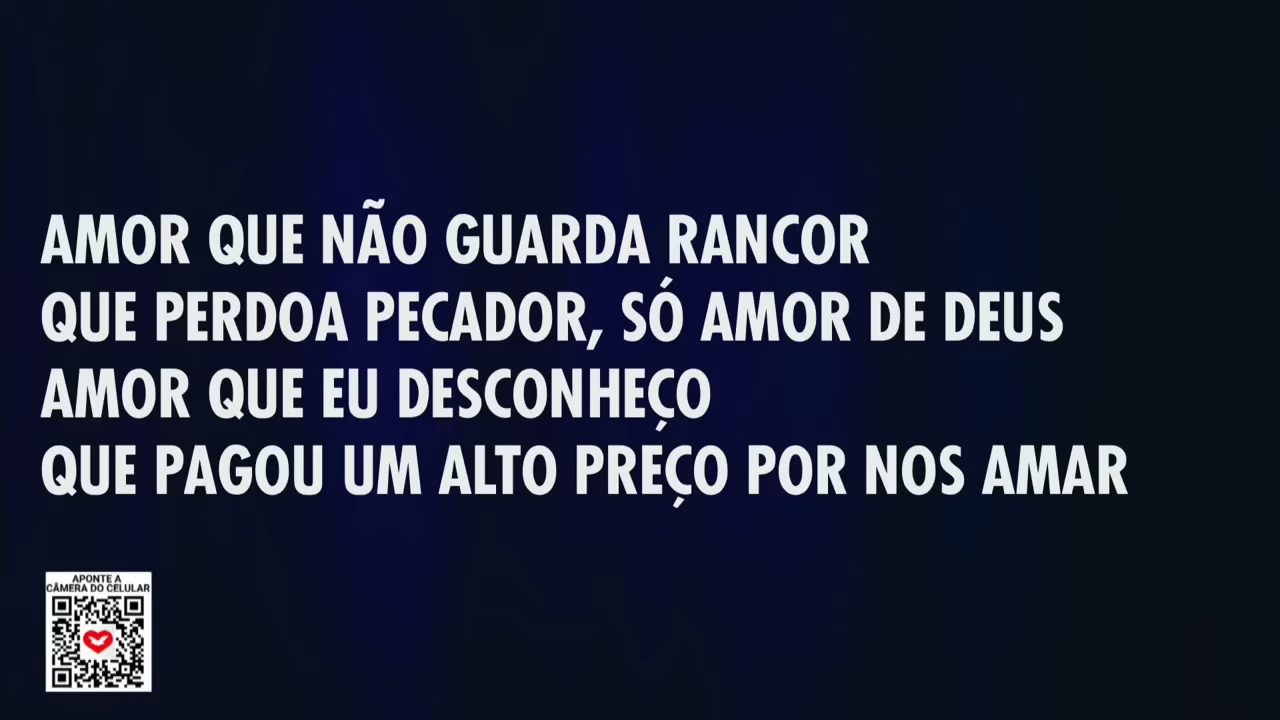 AMOR QUE NÃO GUARDA RANCOR
QUE PERDOA PECADOR, SÓ AMOR DE DEUS
AMOR QUE EU DESCONHEÇO
QUE PAGOU UM ALTO PREÇO POR NOS AMAR
APONTE A
CÂMERA DO CELULAR